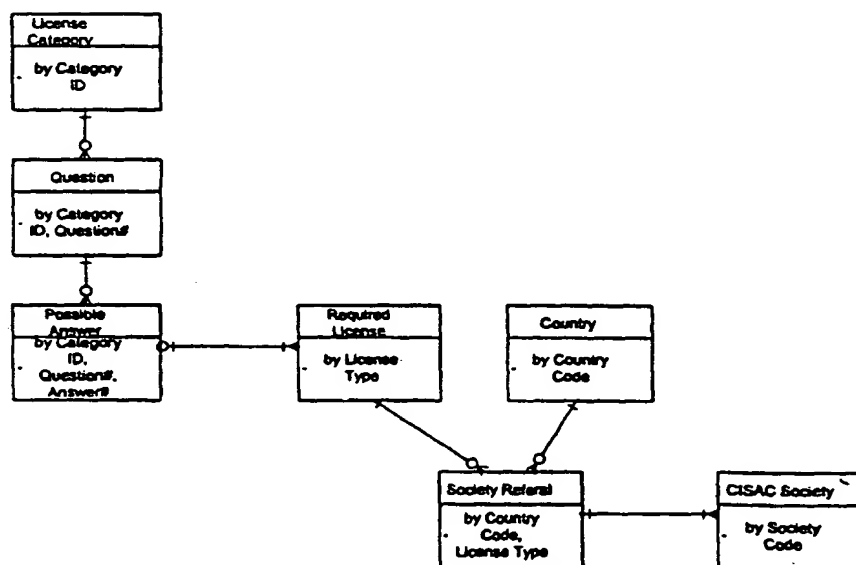 License
Category
by Category
ID
Question
by Category
ID, Question#
Possible
Answer
by Category
ID,
Question#,
Answer#
Required
License
by License
Type
Country
by Country
Code
Society Referal
by Country
Code,
License Type
CISAC Society
by Society
Code